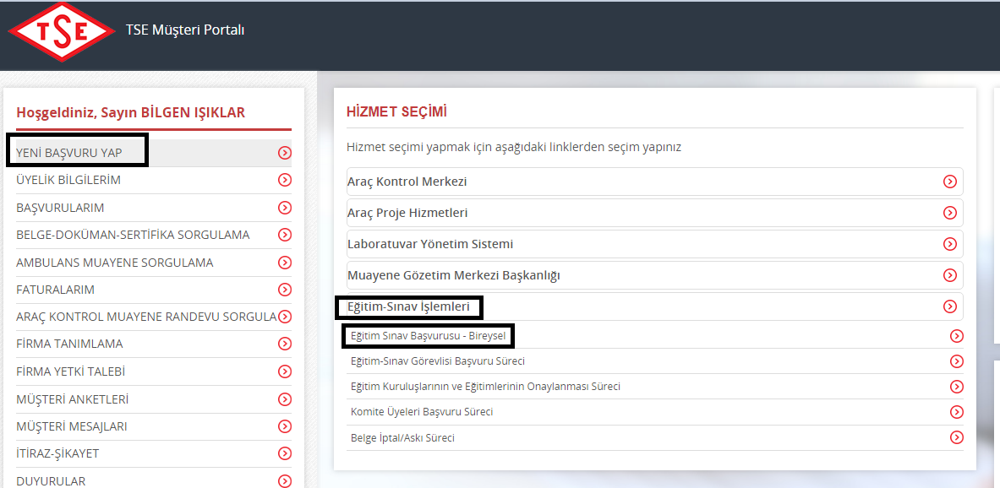 TSE
TSE Müşteri Portalı
Hoşgeldiniz, Sayın BİLGEN IŞIKLAR
YENİ BAŞVURU YAP
ÜYELİK BİLGİLERİM
BAŞVURULARIM
BELGE-DOKÜMAN-SERTİFİKA SORGULAMA
AMBULANS MUAYENE SORGULAMA
FATURALARIM
ARAÇ KONTROL MUAYENE RANDEVU SORGULA
FİRMA TANIMLAMA
FİRMA YETKİ TALEBİ
MÜŞTERİ ANKETLERİ
MÜŞTERİ MESAJLARI
İTİRAZ-ŞİKAYET
DUYURULAR
HİZMET SEÇİMİ
Hizmet seçimi yapmak için aşağıdaki linklerden seçim yapınız
Araç Kontrol Merkezi
Araç Proje Hizmetleri
Laboratuvar Yönetim Sistemi
Muayene Gözetim Merkezi Başkanlığı
Eğitim-Sınav İşlemleri
Eğitim Sınav Başvurusu - Bireysel
Eğitim-Sınav Görevlisi Başvuru Süreci
Eğitim Kuruluşlarının ve Eğitimlerinin Onaylanması Süreci
Komite Üyeleri Başvuru Süreci
Belge İptal/Askı Süreci